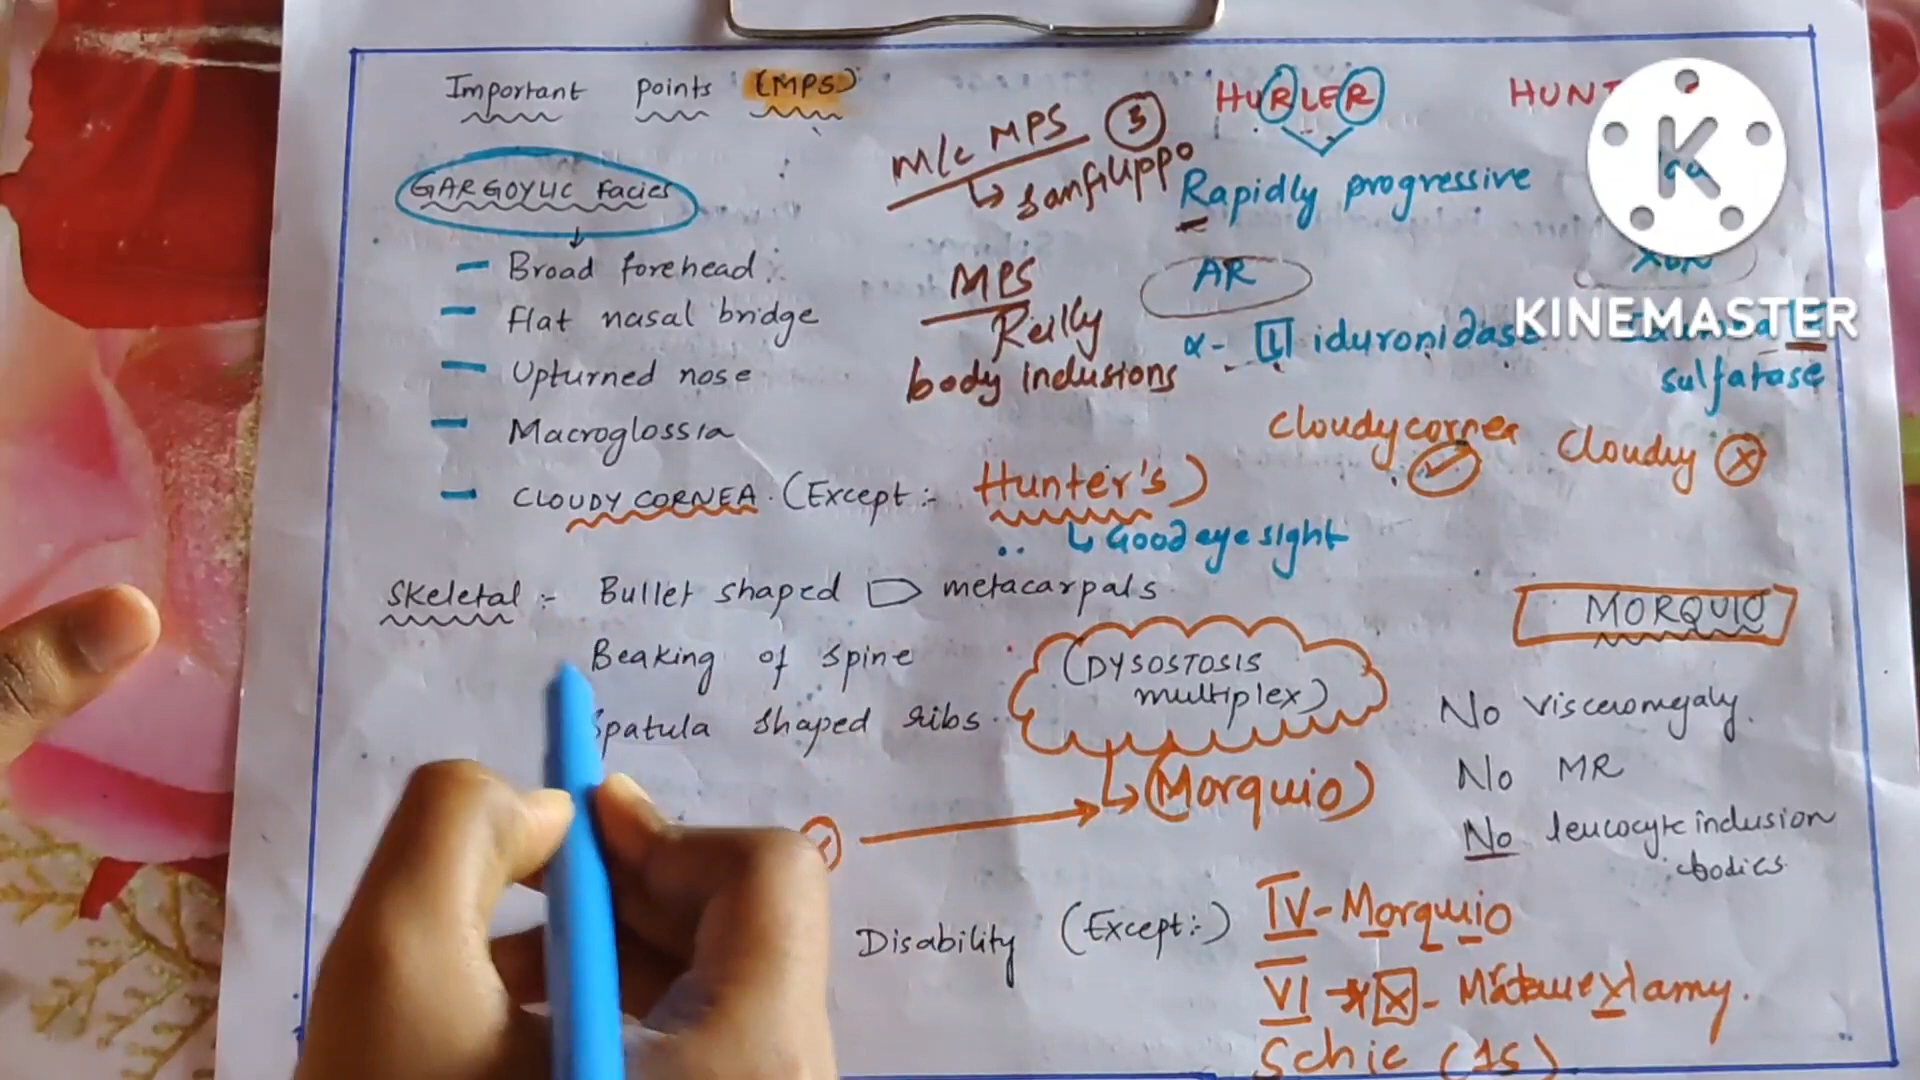 Important points (MPS)
GARGOYLIC Facies
Broad forehead
Flat nasal bridge
Upturned nose
Macroglossia
CLOUDY CORNEA. (Except:- Hunter's)
Good eye sight
M/c MPS 3
Sanfilippo
MPS
Reilly
body inclusions
HURLER
Rapidly progressive
AR
α- L iduronidase
Cloudy cornea
HUNT
sulfatase
Cloudy
KINEMASTER
Skeletal :- Bullet shaped metacarpals
Beaking of spine
Spatula shaped ribs
(DYSOSTOSIS
multiplex)
(Morquio)
MORQUIO
No visceromegaly.
No MR
No leucocyte inclusion
bodies
Disability (Except:-) IV-Morquio
VI
Schie (1S)